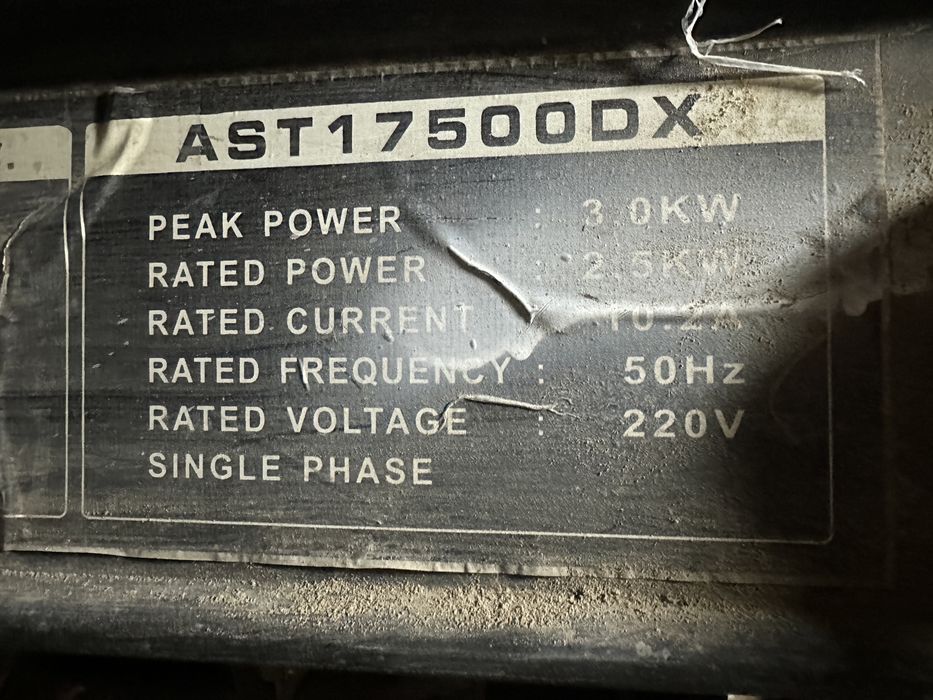 AST17500DX
PEAK POWER : 3.0KW
RATED POWER : 2.5KW
RATED CURRENT 10.2A
RATED FREQUENCY : 50Hz
RATED VOLTAGE : 220V
SINGLE PHASE